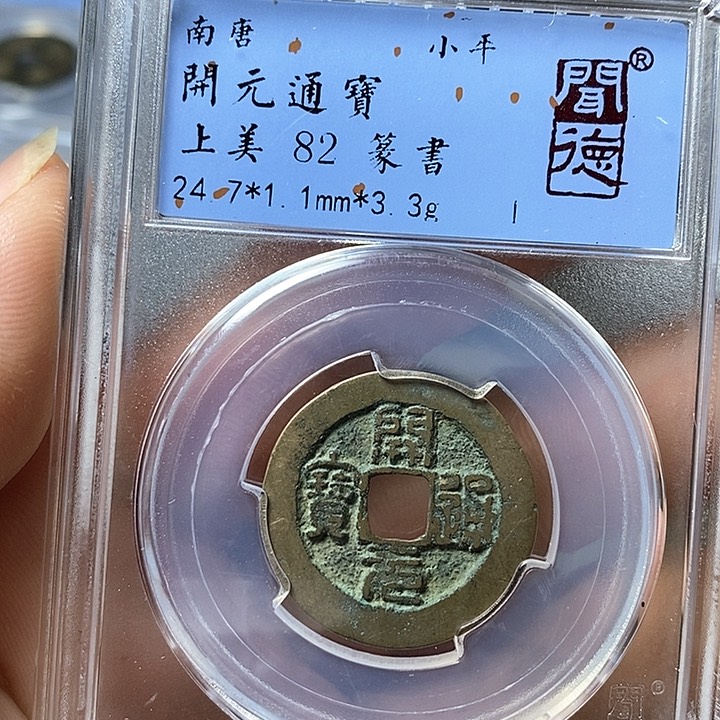 南唐 小平
開元通寶
上美 82 篆書
24.7*1.1mm*3.3g
聞德®
開
寶 通
元